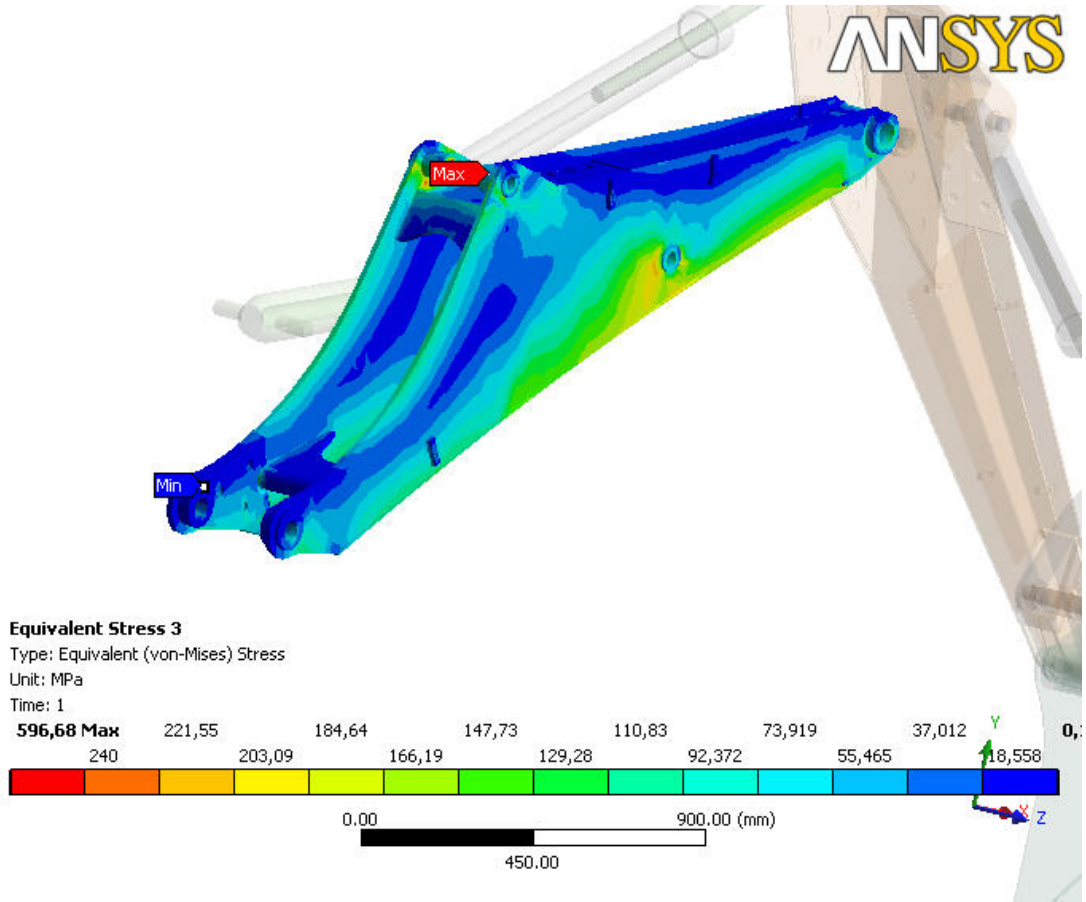 ANSYS
Max
Min
Equivalent Stress 3
Type: Equivalent (von-Mises) Stress
Unit: MPa
Time: 1
596,68 Max 221,55 184,64 147,73 110,83 73,919 37,012
240 203,09 166,19 129,28 92,372 55,465 18,558
Y
X
Z
0.00 900.00 (mm)
450.00